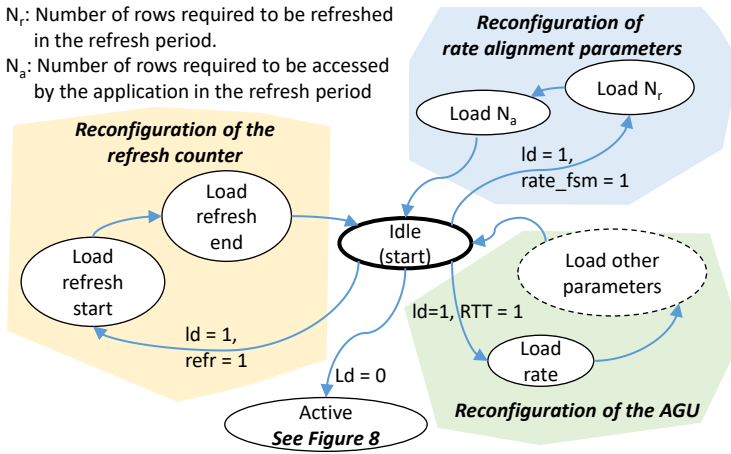 Nr: Number of rows required to be refreshed
in the refresh period.
Na: Number of rows required to be accessed
by the application in the refresh period
Reconfiguration of
rate alignment parameters
Load Nr
Load Na
ld = 1,
rate_fsm = 1
Reconfiguration of the
refresh counter
Load
refresh
end
Load
refresh
start
ld = 1,
refr = 1
Idle
(start)
Load other
parameters
ld=1, RTT = 1
Load
rate
Reconfiguration of the AGU
Ld = 0
Active
See Figure 8